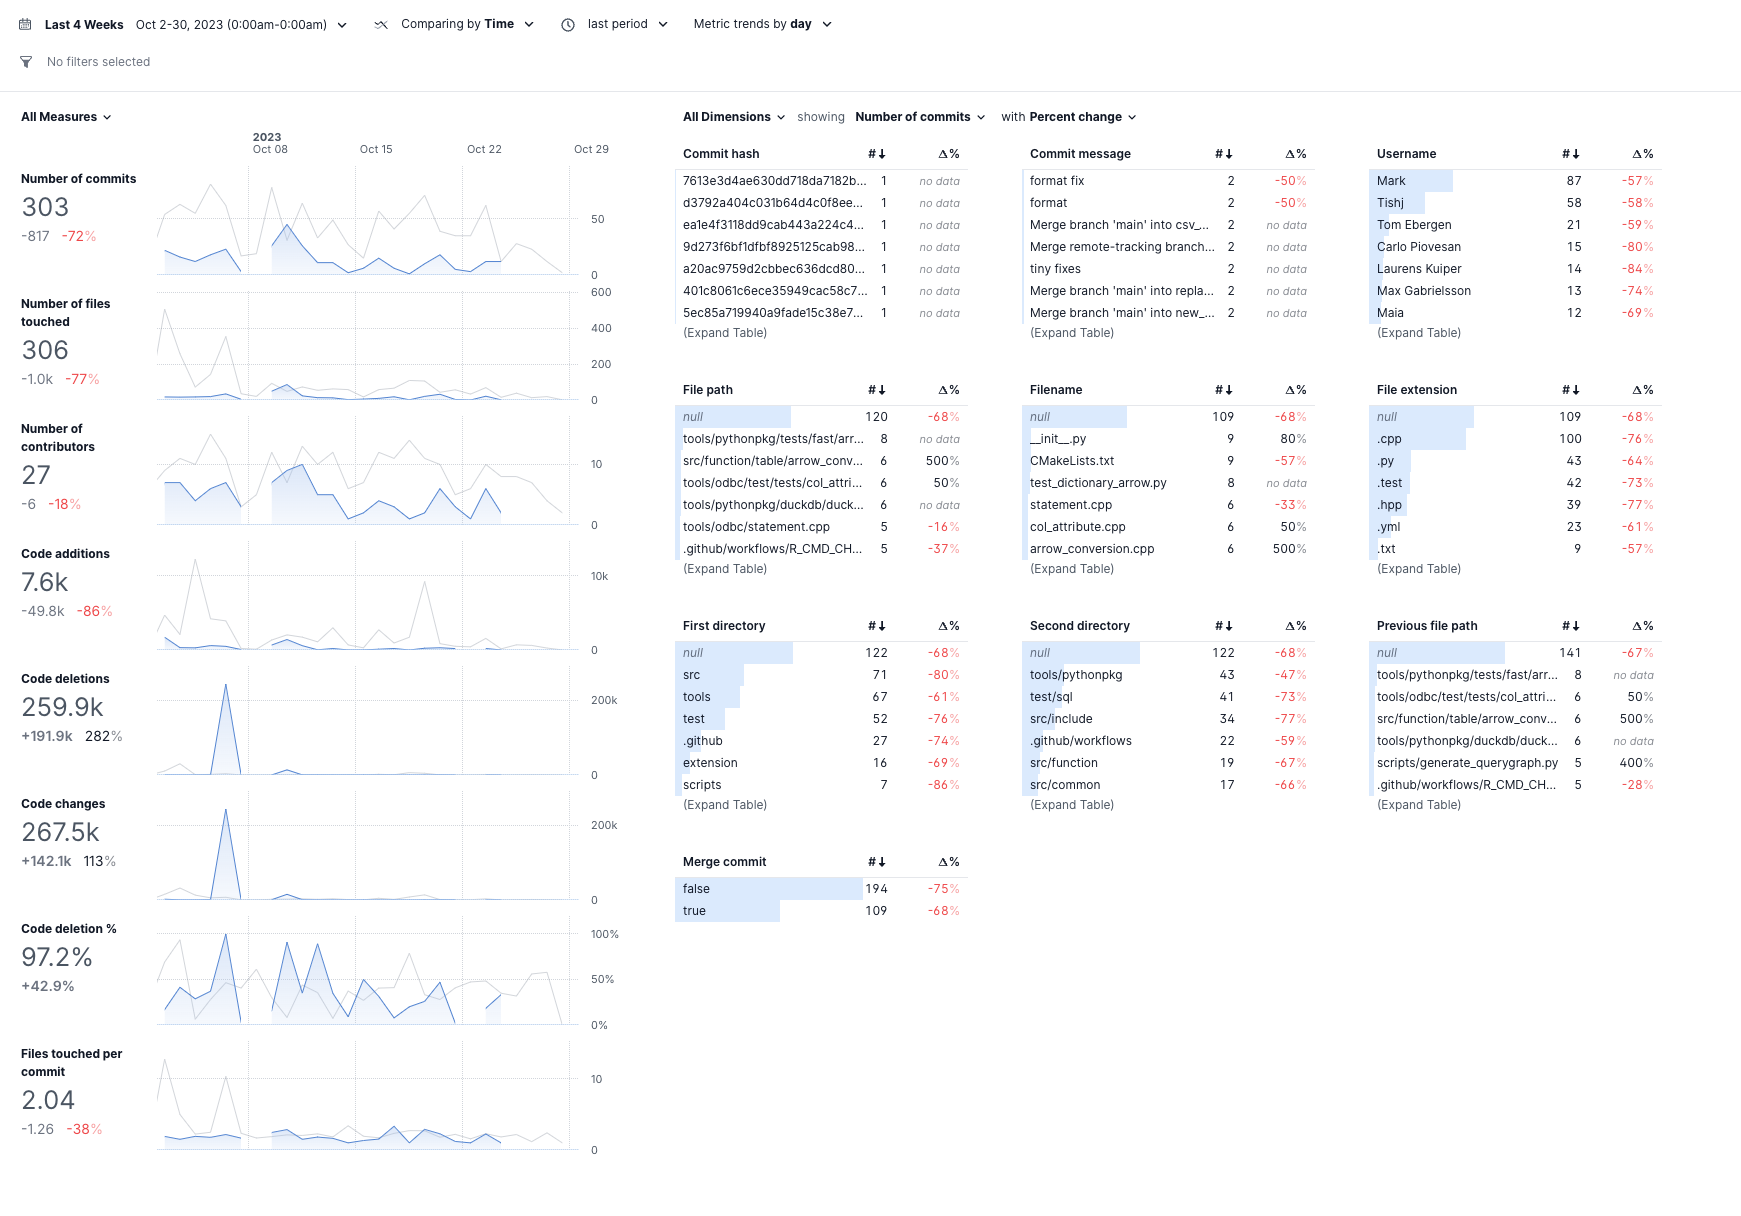 Last 4 Weeks Oct 2-30, 2023 (0:00am-0:00am) Comparing by Time last period Metric trends by day
No filters selected
All Measures
2023
Oct 08 Oct 15 Oct 22 Oct 29
Number of commits
303
-817 -72%
50
0
Number of files
touched
306
-1.0k -77%
600
400
200
0
Number of
contributors
27
-6 -18%
10
0
Code additions
7.6k
-49.8k -86%
10k
0
Code deletions
259.9k
+191.9k 282%
200k
0
Code changes
267.5k
+142.1k 113%
200k
0
Code deletion %
97.2%
+42.9%
100%
50%
0%
Files touched per
commit
2.04
-1.26 -38%
10
0
All Dimensions showing Number of commits with Percent change
Commit hash # Δ%
7613e3d4ae630dd718da7182b... 1 no data
d3792a404c031b64d4c0f8ee... 1 no data
ea1e4f3118dd9cab443a224c4... 1 no data
9d273f6bf1dfbf8925125cab98... 1 no data
a20ac9759d2cbbec636dcd80... 1 no data
401c8061c6ece35949cac58c7... 1 no data
5ec85a719940a9fade15c38e7... 1 no data
(Expand Table)
Commit message # Δ%
format fix 2 -50%
format 2 -50%
Merge branch 'main' into csv_... 2 no data
Merge remote-tracking branch... 2 no data
tiny fixes 2 no data
Merge branch 'main' into repla... 2 no data
Merge branch 'main' into new_... 2 no data
(Expand Table)
Username # Δ%
Mark 87 -57%
Tishj 58 -58%
Tom Ebergen 21 -59%
Carlo Piovesan 15 -80%
Laurens Kuiper 14 -84%
Max Gabrielsson 13 -74%
Maia 12 -69%
(Expand Table)
File path # Δ%
null 120 -68%
tools/pythonpkg/tests/fast/arr... 8 no data
src/function/table/arrow_conv... 6 500%
tools/odbc/test/tests/col_attri... 6 50%
tools/pythonpkg/duckdb/duck... 6 no data
tools/odbc/statement.cpp 5 -16%
.github/workflows/R_CMD_CH... 5 -37%
(Expand Table)
Filename # Δ%
null 109 -68%
__init__.py 9 80%
CMakeLists.txt 9 -57%
test_dictionary_arrow.py 8 no data
statement.cpp 6 -33%
col_attribute.cpp 6 50%
arrow_conversion.cpp 6 500%
(Expand Table)
File extension # Δ%
null 109 -68%
.cpp 100 -76%
.py 43 -64%
.test 42 -73%
.hpp 39 -77%
.yml 23 -61%
.txt 9 -57%
(Expand Table)
First directory # Δ%
null 122 -68%
src 71 -80%
tools 67 -61%
test 52 -76%
.github 27 -74%
extension 16 -69%
scripts 7 -86%
(Expand Table)
Second directory # Δ%
null 122 -68%
tools/pythonpkg 43 -47%
test/sql 41 -73%
src/include 34 -77%
.github/workflows 22 -59%
src/function 19 -67%
src/common 17 -66%
(Expand Table)
Previous file path # Δ%
null 141 -67%
tools/pythonpkg/tests/fast/arr... 8 no data
tools/odbc/test/tests/col_attri... 6 50%
src/function/table/arrow_conv... 6 500%
tools/pythonpkg/duckdb/duck... 6 no data
scripts/generate_querygraph.py 5 400%
.github/workflows/R_CMD_CH... 5 -28%
(Expand Table)
Merge commit # Δ%
false 194 -75%
true 109 -68%